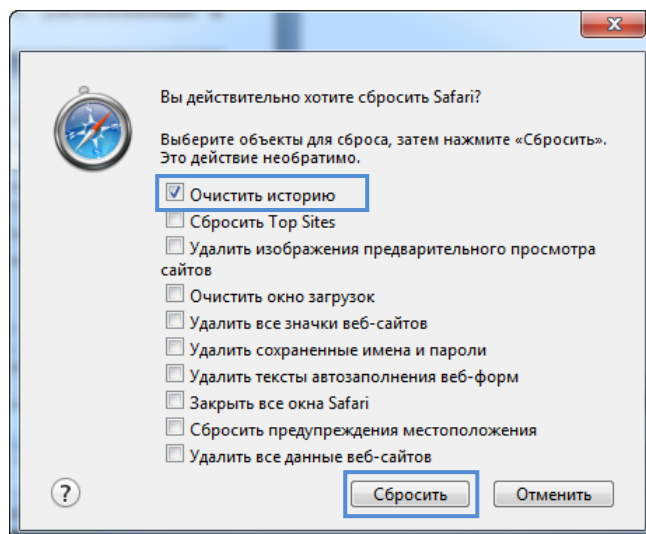 Вы действительно хотите сбросить Safari?
Выберите объекты для сброса, затем нажмите «Сбросить».
Это действие необратимо.
Очистить историю
Сбросить Top Sites
Удалить изображения предварительного просмотра
сайтов
Очистить окно загрузок
Удалить все значки веб-сайтов
Удалить сохраненные имена и пароли
Удалить тексты автозаполнения веб-форм
Закрыть все окна Safari
Сбросить предупреждения местоположения
Удалить все данные веб-сайтов
? Сбросить Отменить